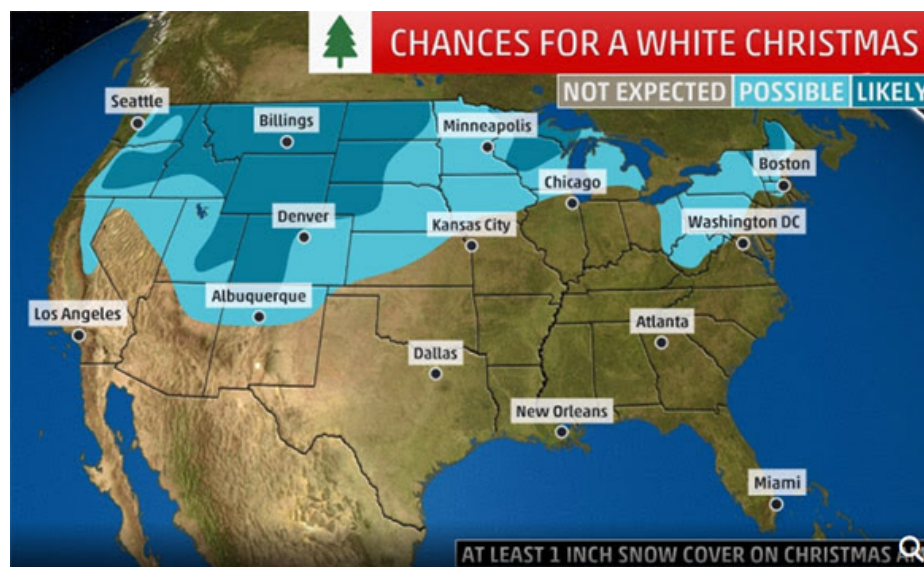 CHANCES FOR A WHITE CHRISTMAS
NOT EXPECTED POSSIBLE LIKELY
Seattle
Billings
Minneapolis
Boston
Chicago
Denver
Kansas City
Washington DC
Albuquerque
Los Angeles
Atlanta
Dallas
New Orleans
Miami
AT LEAST 1 INCH SNOW COVER ON CHRISTMAS